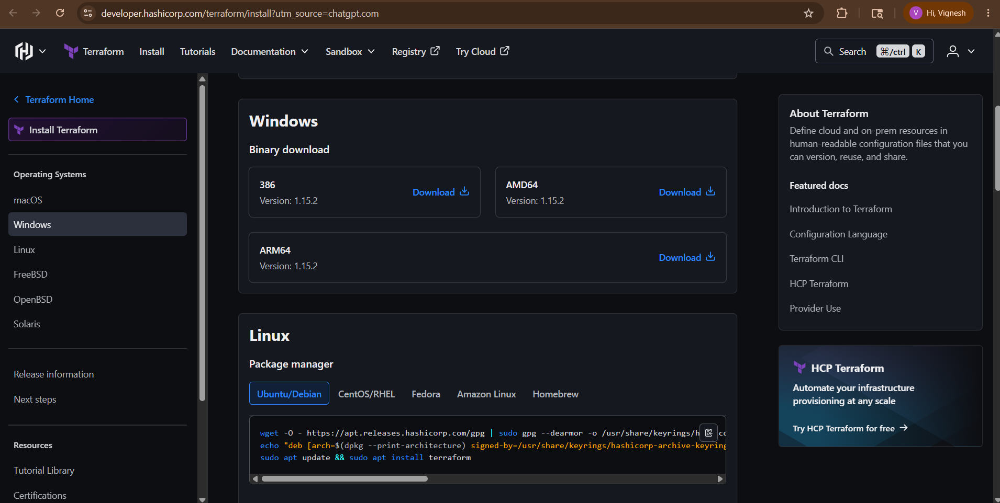 developer.hashicorp.com/terraform/install?utm_source=chatgpt.com
V Hi, Vignesh
Terraform Install Tutorials Documentation Sandbox Registry Try Cloud
Search ⌘/ctrl K
Terraform Home
Install Terraform
Operating Systems
macOS
Windows
Linux
FreeBSD
OpenBSD
Solaris
Release information
Next steps
Resources
Tutorial Library
Certifications
Windows
Binary download
386
Version: 1.15.2
Download
AMD64
Version: 1.15.2
Download
ARM64
Version: 1.15.2
Download
Linux
Package manager
Ubuntu/Debian CentOS/RHEL Fedora Amazon Linux Homebrew
wget -O - https://apt.releases.hashicorp.com/gpg | sudo gpg --dearmor -o /usr/share/keyrings/
echo "deb [arch=$(dpkg --print-architecture) signed-by=/usr/share/keyrings/hashicorp-archive-keyring
sudo apt update && sudo apt install terraform
About Terraform
Define cloud and on-prem resources in
human-readable configuration files that you
can version, reuse, and share.
Featured docs
Introduction to Terraform
Configuration Language
Terraform CLI
HCP Terraform
Provider Use
HCP Terraform
Automate your infrastructure
provisioning at any scale
Try HCP Terraform for free →